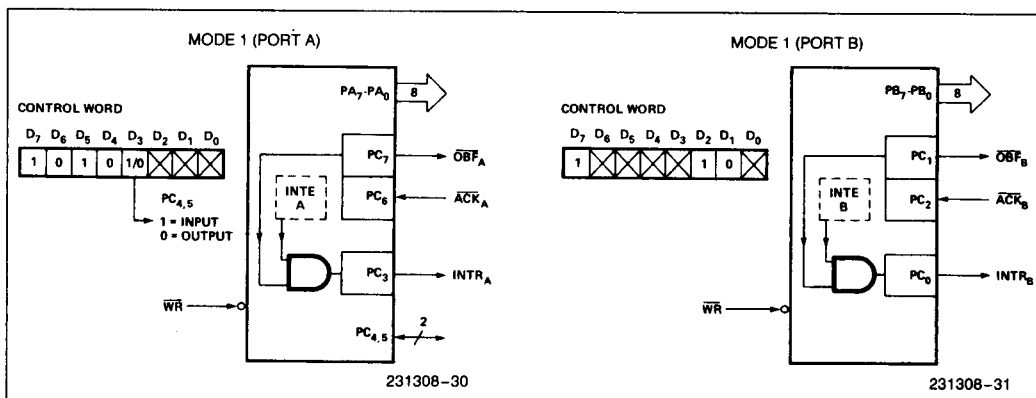 MODE 1 (PORT A)
CONTROL WORD
D7 D6 D5 D4 D3 D2 D1 D0
1 0 1 0 1/0
PC4,5
1 = INPUT
0 = OUTPUT
PA7-PA0
8
PC7
OBFA
INTE
A
PC6
ACKA
PC3
INTRA
WR
PC4,5
2
231308-30
MODE 1 (PORT B)
CONTROL WORD
D7 D6 D5 D4 D3 D2 D1 D0
1 1 0
PB7-PB0
8
PC1
OBFB
INTE
B
PC2
ACKB
PC0
INTRB
WR
231308-31